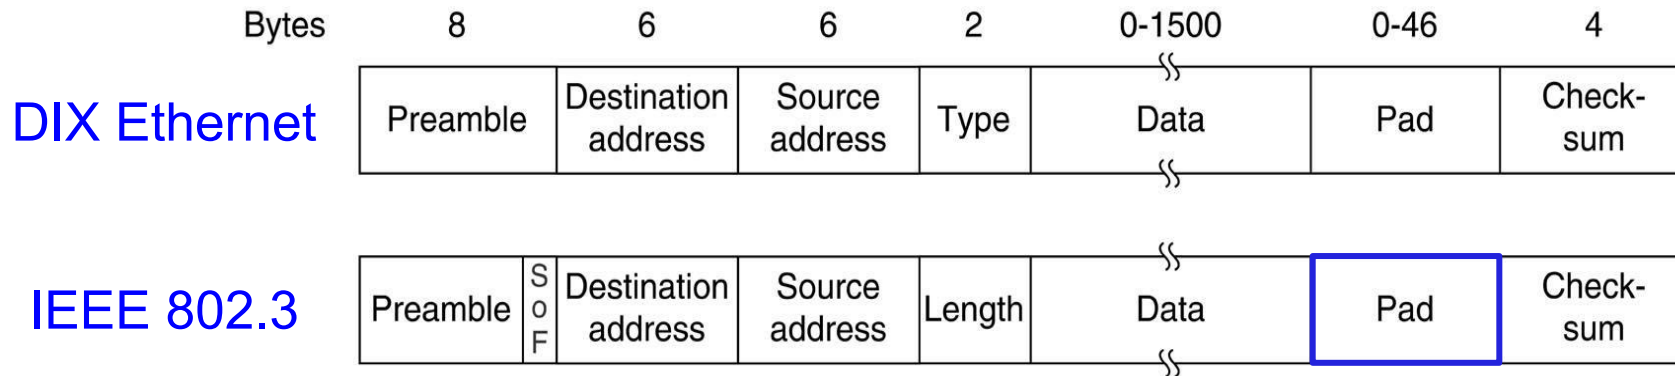 Bytes 8 6 6 2 0-1500 0-46 4
DIX Ethernet
Preamble
Destination
address
Source
address
Type
Data
Pad
Check-
sum
IEEE 802.3
Preamble
S
o
F
Destination
address
Source
address
Length
Data
Pad
Check-
sum